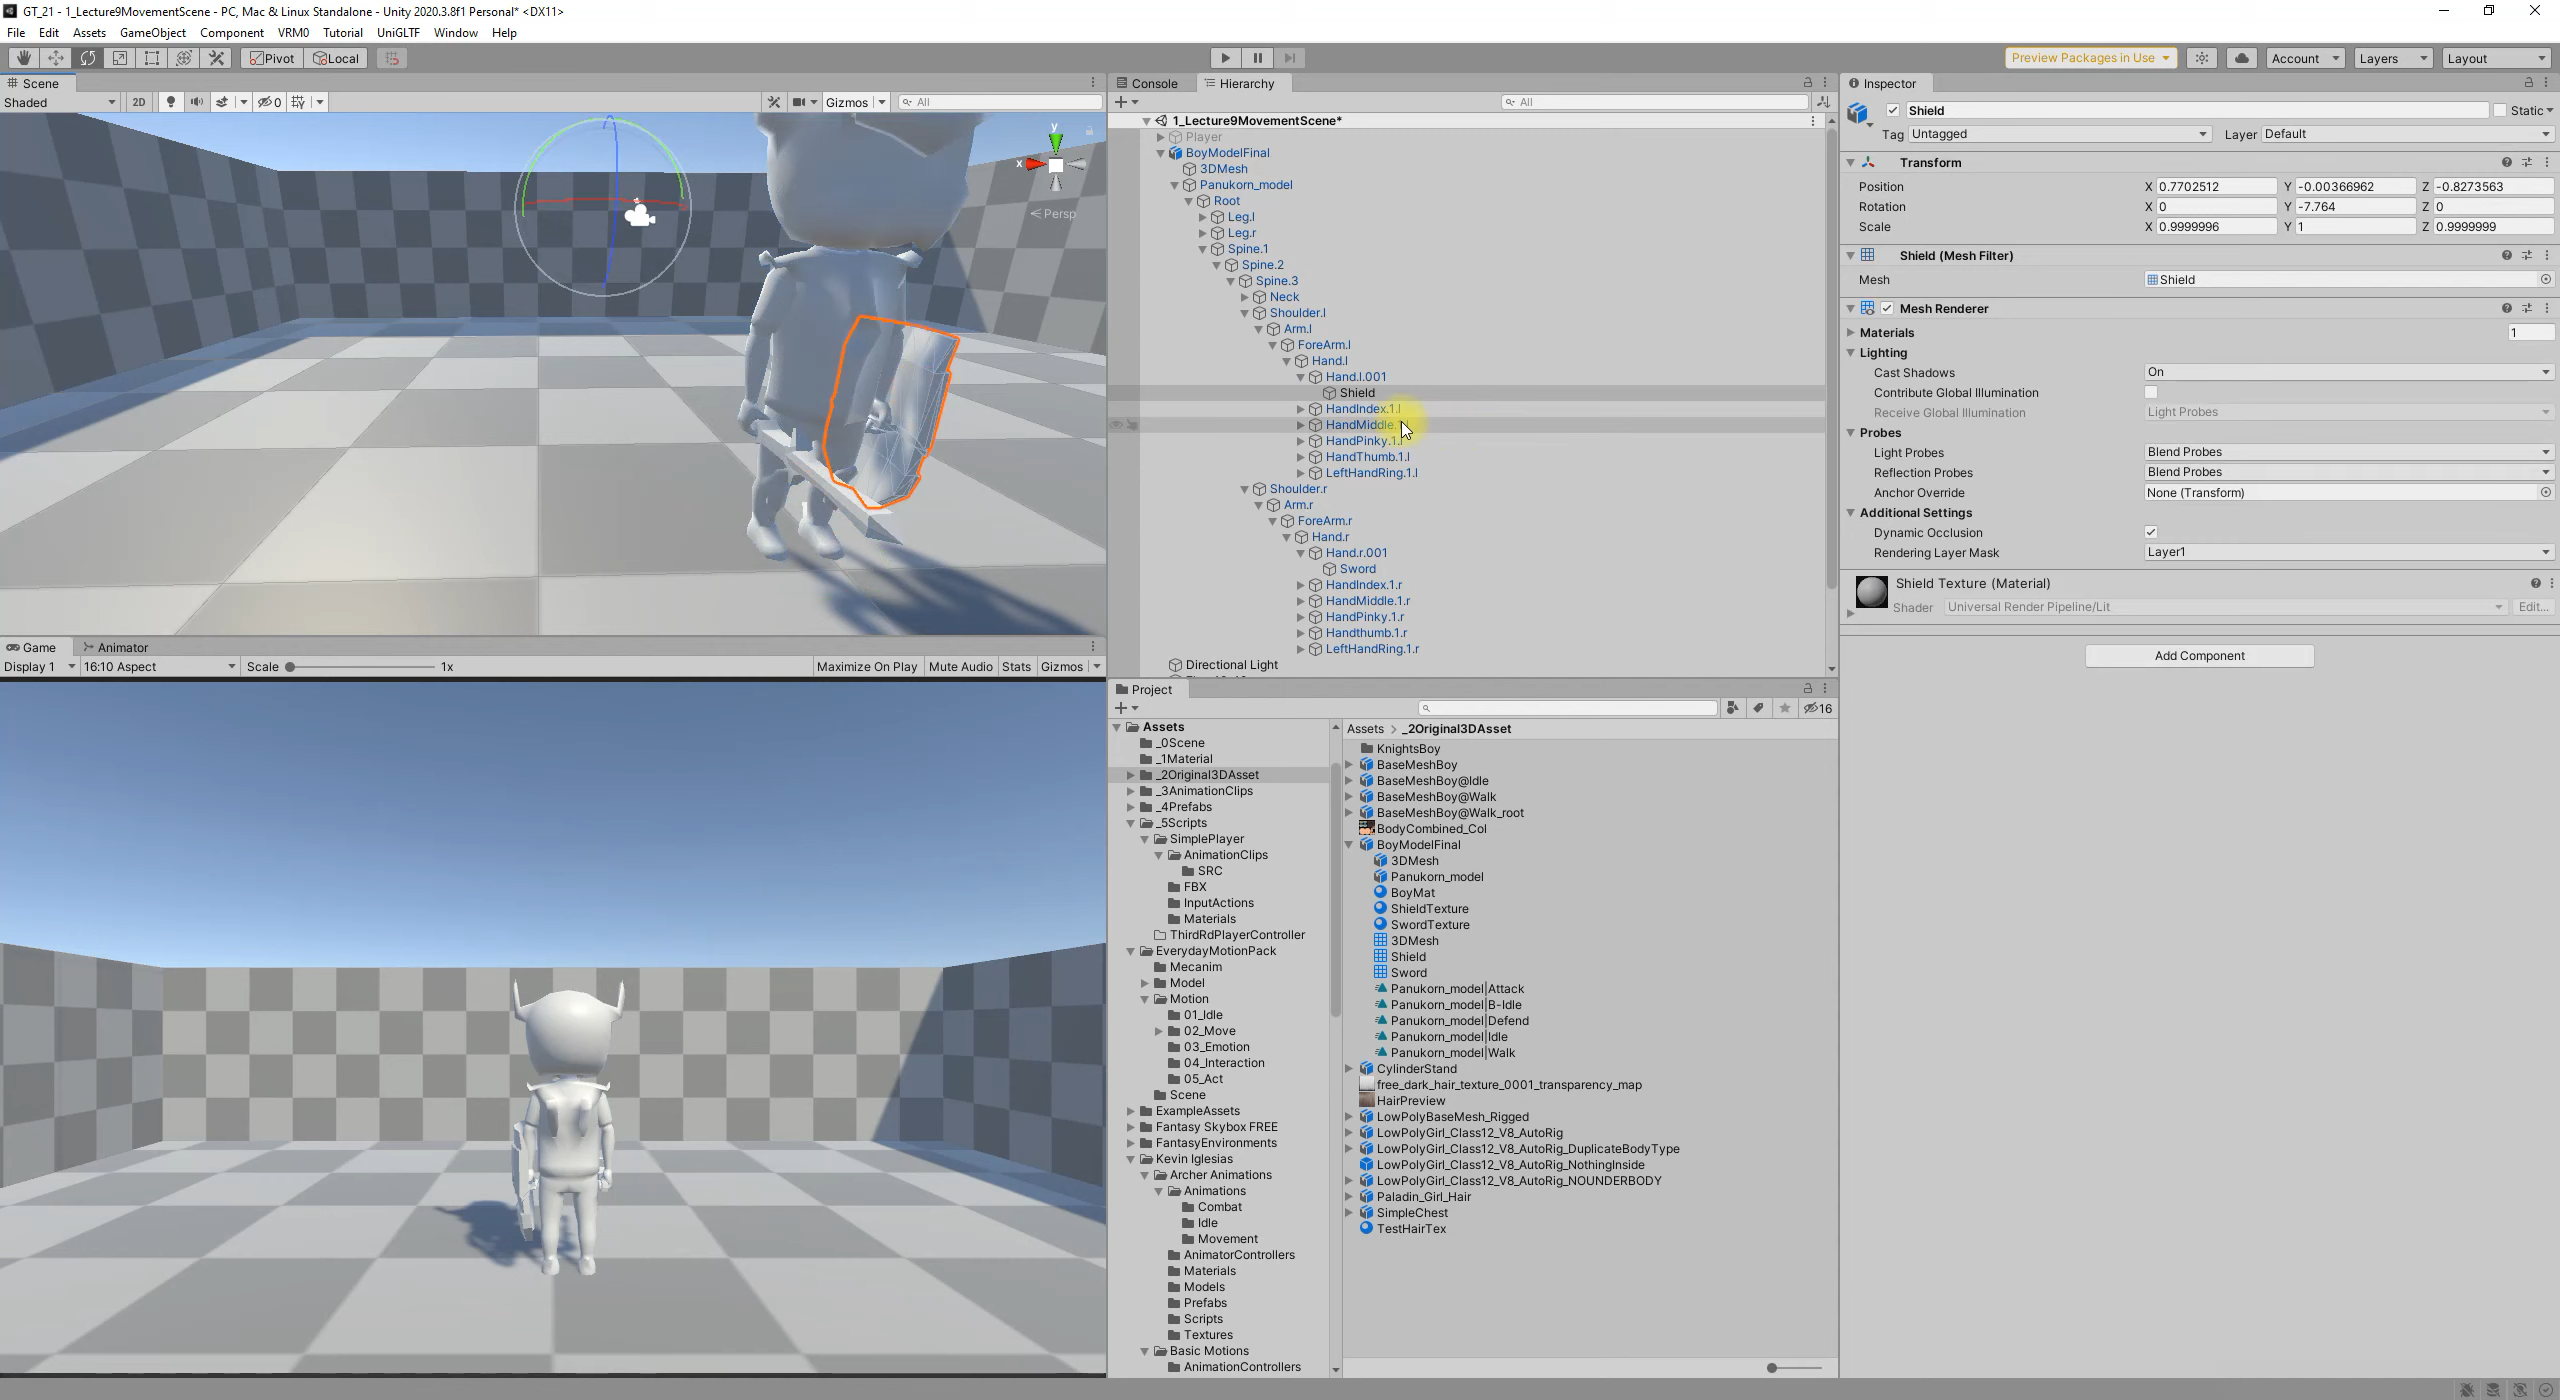 GT_21 - 1_Lecture9MovementScene - PC, Mac & Linux Standalone - Unity 2020.3.8f1 Personal* <DX11>
File Edit Assets GameObject Component VRM0 Tutorial UniGLTF Window Help
Pivot Local
Preview Packages in Use Account Layers Layout
Scene
Shaded 2D 0 Gizmos All
y
x
Persp
Game Animator
Display 1 16:10 Aspect Scale 1x Maximize On Play Mute Audio Stats Gizmos
Console Hierarchy
All
1_Lecture9MovementScene*
Player
BoyModelFinal
3DMesh
Panukorn_model
Root
Leg.l
Leg.r
Spine.1
Spine.2
Spine.3
Neck
Shoulder.l
Arm.l
ForeArm.l
Hand.l
Hand.l.001
Shield
HandIndex.1.l
HandMiddle.
HandPinky.1.l
HandThumb.1.l
LeftHandRing.1.l
Shoulder.r
Arm.r
ForeArm.r
Hand.r
Hand.r.001
Sword
HandIndex.1.r
HandMiddle.1.r
HandPinky.1.r
Handthumb.1.r
LeftHandRing.1.r
Directional Light
Project
16
Assets
_0Scene
_1Material
_2Original3DAsset
_3AnimationClips
_4Prefabs
_5Scripts
SimplePlayer
AnimationClips
SRC
FBX
InputActions
Materials
ThirdRdPlayerController
EverydayMotionPack
Mecanim
Model
Motion
01_Idle
02_Move
03_Emotion
04_Interaction
05_Act
Scene
ExampleAssets
Fantasy Skybox FREE
FantasyEnvironments
Kevin Iglesias
Archer Animations
Animations
Combat
Idle
Movement
AnimatorControllers
Materials
Models
Prefabs
Scripts
Textures
Basic Motions
AnimationControllers
Assets > _2Original3DAsset
KnightsBoy
BaseMeshBoy
BaseMeshBoy@Idle
BaseMeshBoy@Walk
BaseMeshBoy@Walk_root
BodyCombined_Col
BoyModelFinal
3DMesh
Panukorn_model
BoyMat
ShieldTexture
SwordTexture
3DMesh
Shield
Sword
Panukorn_model|Attack
Panukorn_model|B-Idle
Panukorn_model|Defend
Panukorn_model|Idle
Panukorn_model|Walk
CylinderStand
free_dark_hair_texture_0001_transparency_map
HairPreview
LowPolyBaseMesh_Rigged
LowPolyGirl_Class12_V8_AutoRig
LowPolyGirl_Class12_V8_AutoRig_DuplicateBodyType
LowPolyGirl_Class12_V8_AutoRig_NothingInside
LowPolyGirl_Class12_V8_AutoRig_NOUNDERBODY
Paladin_Girl_Hair
SimpleChest
TestHairTex
Inspector
Shield Static
Tag Untagged Layer Default
Transform
Position X 0.7702512 Y -0.00366962 Z -0.8273563
Rotation X 0 Y -7.764 Z 0
Scale X 0.9999996 Y 1 Z 0.9999999
Shield (Mesh Filter)
Mesh Shield
Mesh Renderer
Materials 1
Lighting
Cast Shadows On
Contribute Global Illumination
Receive Global Illumination Light Probes
Probes
Light Probes Blend Probes
Reflection Probes Blend Probes
Anchor Override None (Transform)
Additional Settings
Dynamic Occlusion
Rendering Layer Mask Layer1
Shield Texture (Material)
Shader Universal Render Pipeline/Lit Edit...
Add Component